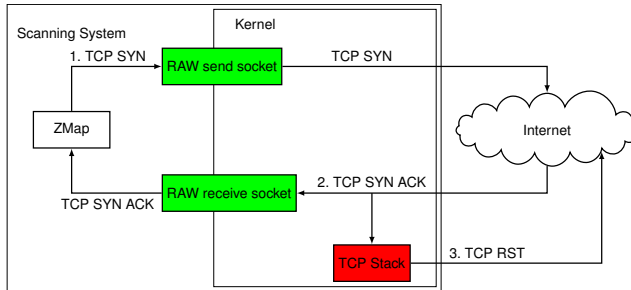 Kernel
Scanning System
1. TCP SYN
RAW send socket
TCP SYN
ZMap
Internet
TCP SYN ACK
RAW receive socket
2. TCP SYN ACK
TCP Stack
3. TCP RST